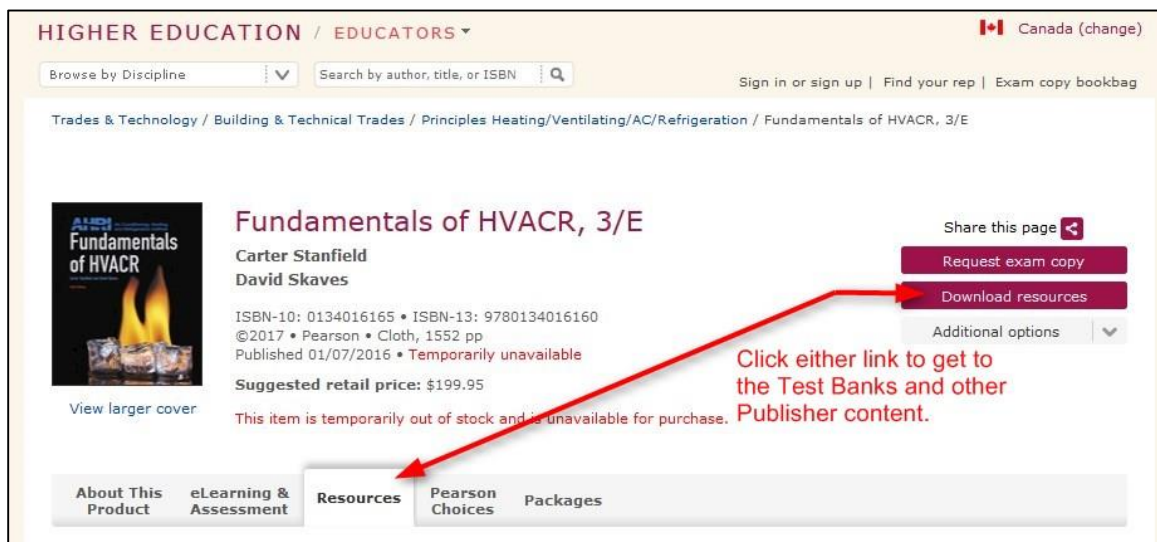 HIGHER EDUCATION / EDUCATORS
Canada (change)
Browse by Discipline
Search by author, title, or ISBN
Sign in or sign up | Find your rep | Exam copy bookbag
Trades & Technology / Building & Technical Trades / Principles Heating/Ventilating/AC/Refrigeration / Fundamentals of HVACR, 3/E
AHRI
Fundamentals
of HVACR
View larger cover
Fundamentals of HVACR, 3/E
Carter Stanfield
David Skaves
ISBN-10: 0134016165 • ISBN-13: 9780134016160
©2017 • Pearson • Cloth, 1552 pp
Published 01/07/2016 • Temporarily unavailable
Suggested retail price: $199.95
This item is temporarily out of stock and is unavailable for purchase.
Share this page
Request exam copy
Download resources
Additional options
Click either link to get to
the Test Banks and other
Publisher content.
About This
Product
eLearning &
Assessment
Resources
Pearson
Choices
Packages